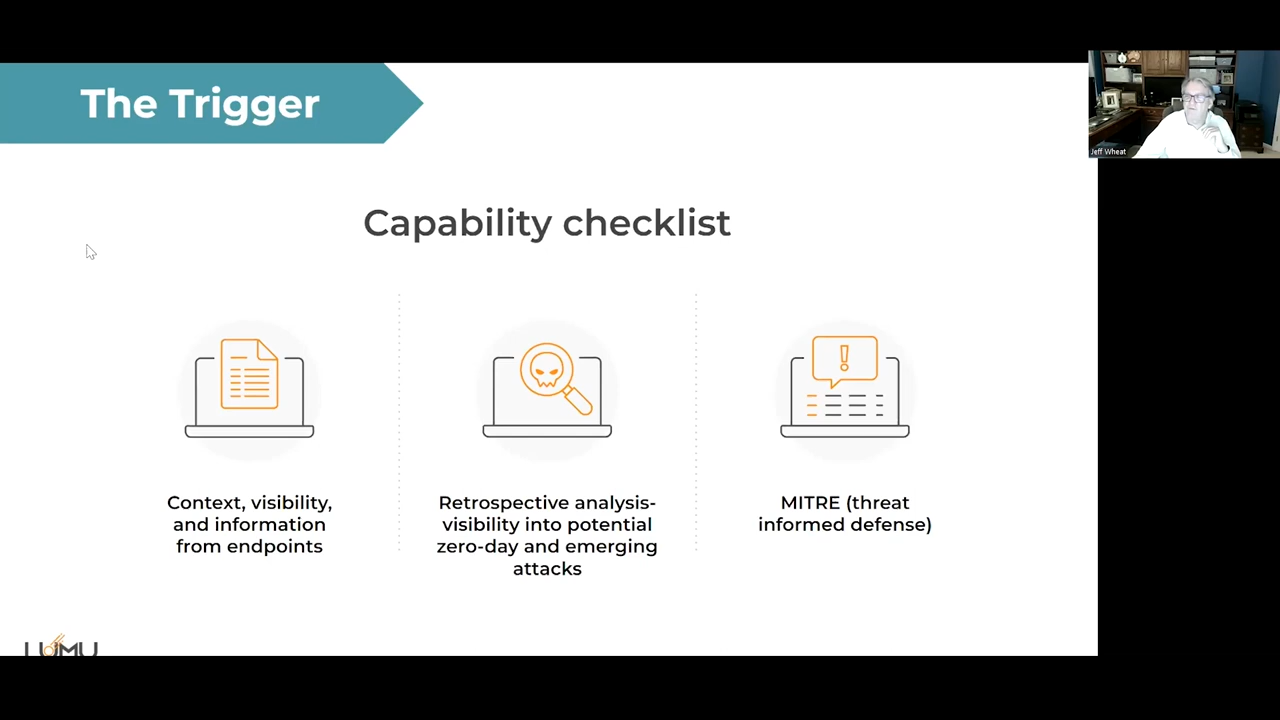 The Trigger
Jeff Wheat
Capability checklist
!
Context, visibility,
and information
from endpoints
Retrospective analysis-
visibility into potential
zero-day and emerging
attacks
MITRE (threat
informed defense)
LUMU